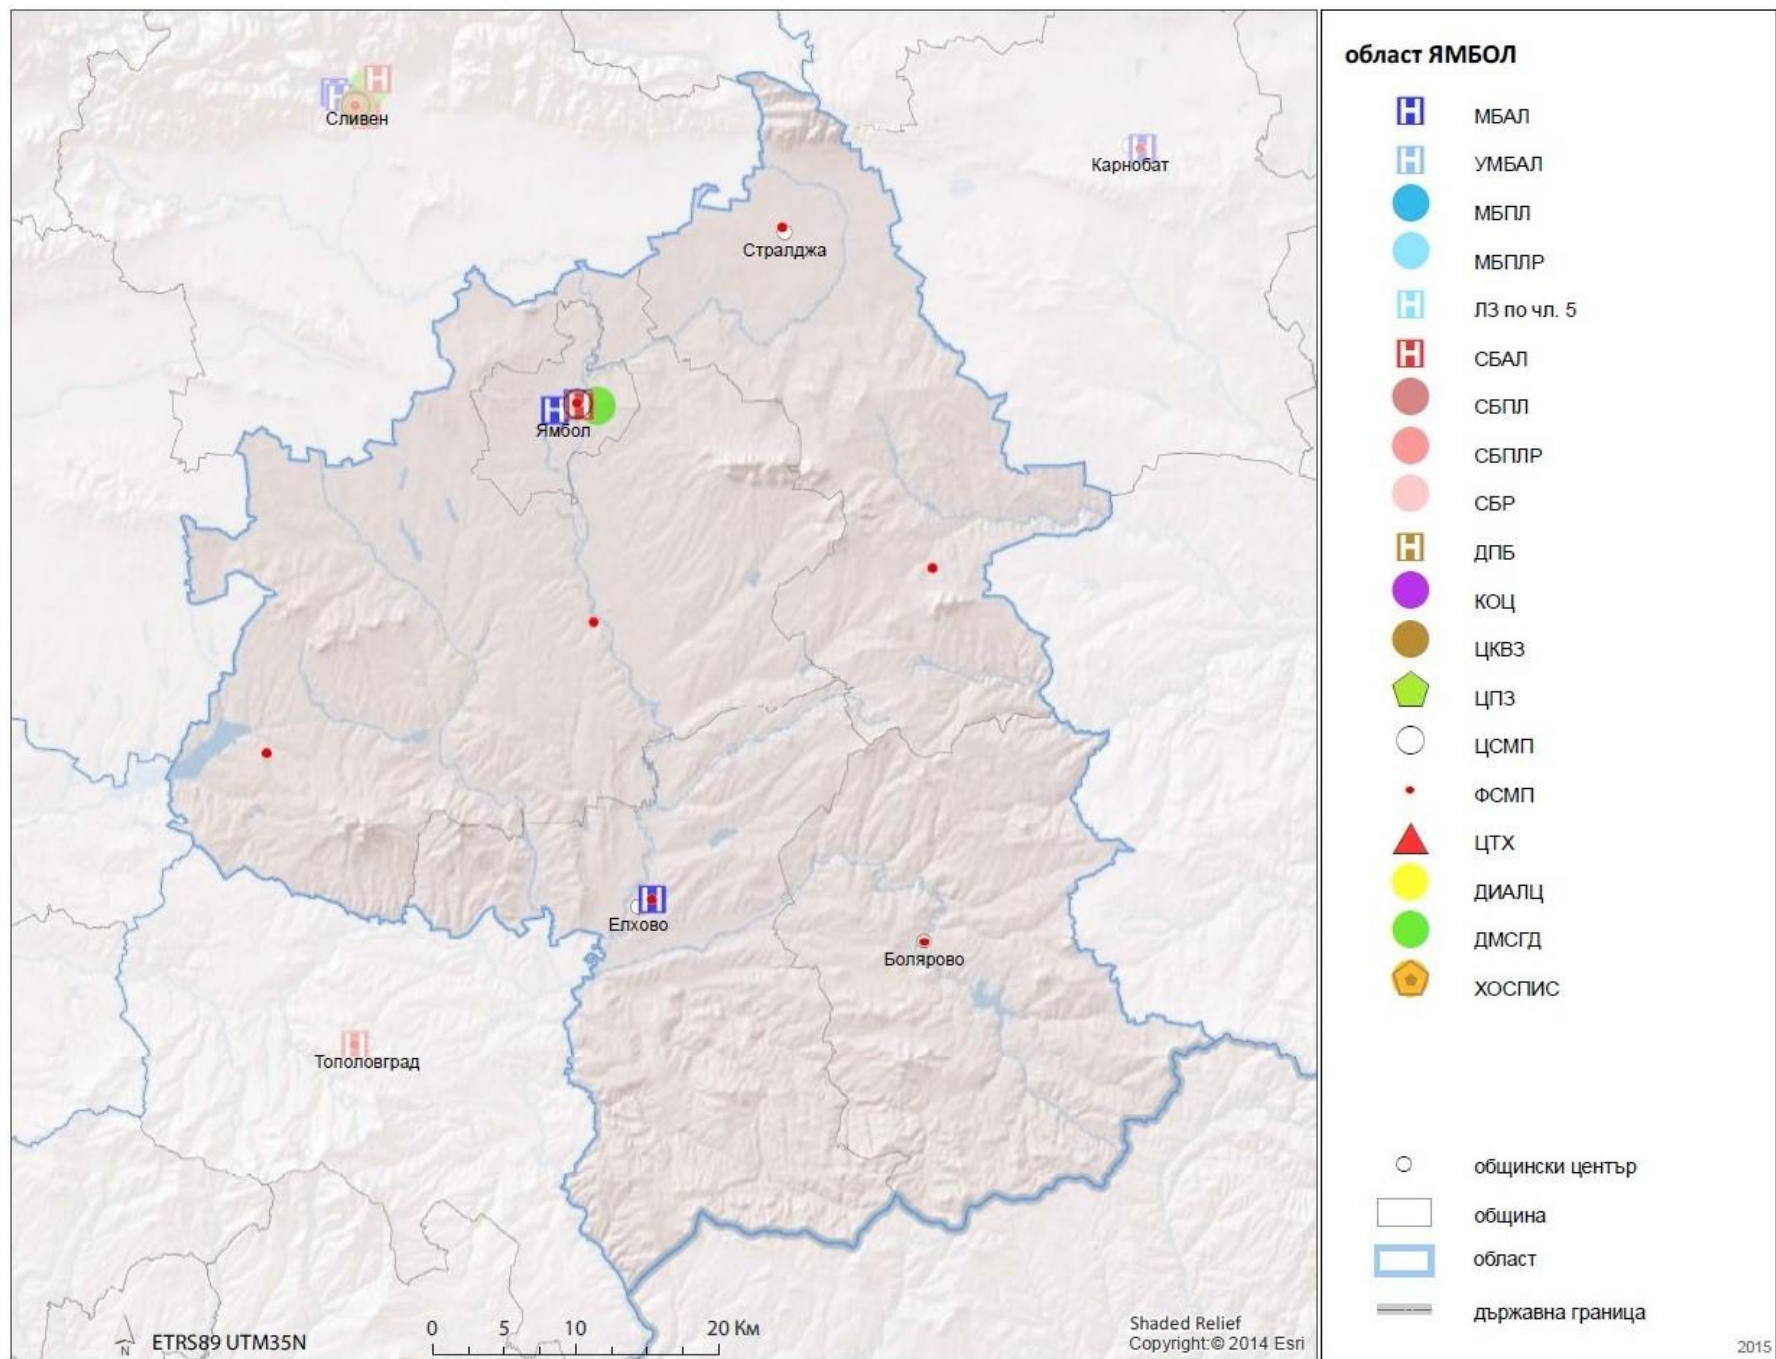 Сливен
Карнобат
Стралджа
Ямбол
Елхово
Болярово
Тополовград
N
ETRS89 UTM35N
0 5 10 20 Км
Shaded Relief
Copyright:© 2014 Esri
област ЯМБОЛ
H МБАЛ
H УМБАЛ
МБПЛ
МБПЛР
H ЛЗ по чл. 5
H СБАЛ
СБПЛ
СБПЛР
СБР
H ДПБ
КОЦ
ЦКВЗ
ЦПЗ
ЦСМП
ФСМП
ЦТХ
ДИАЛЦ
ДМСГД
ХОСПИС
общински център
община
област
държавна граница
2015